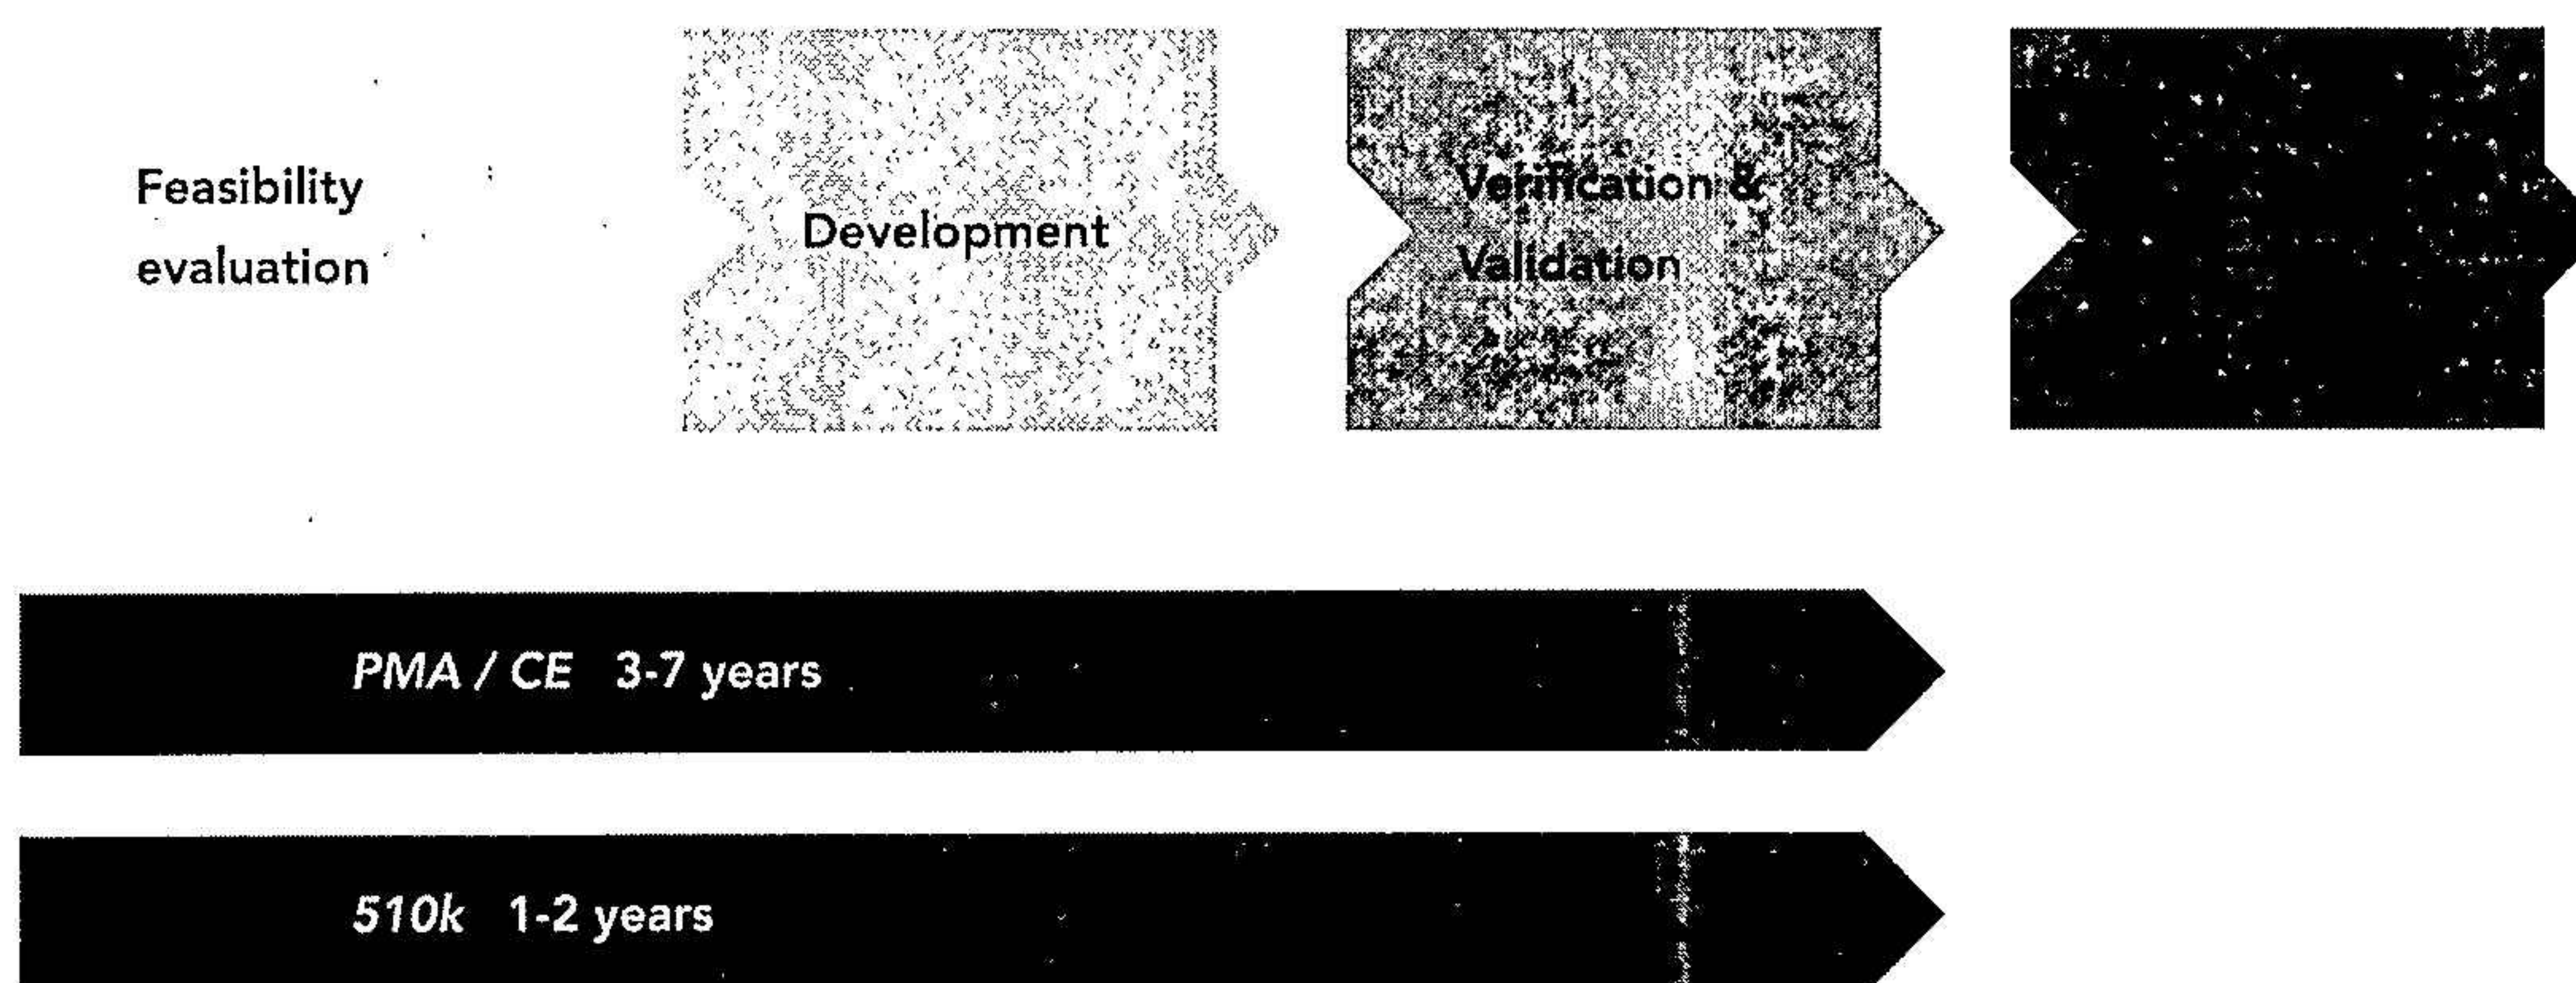 Feasibility
evaluation
Development
Verification &
Validation
PMA / CE 3-7 years
510k 1-2 years